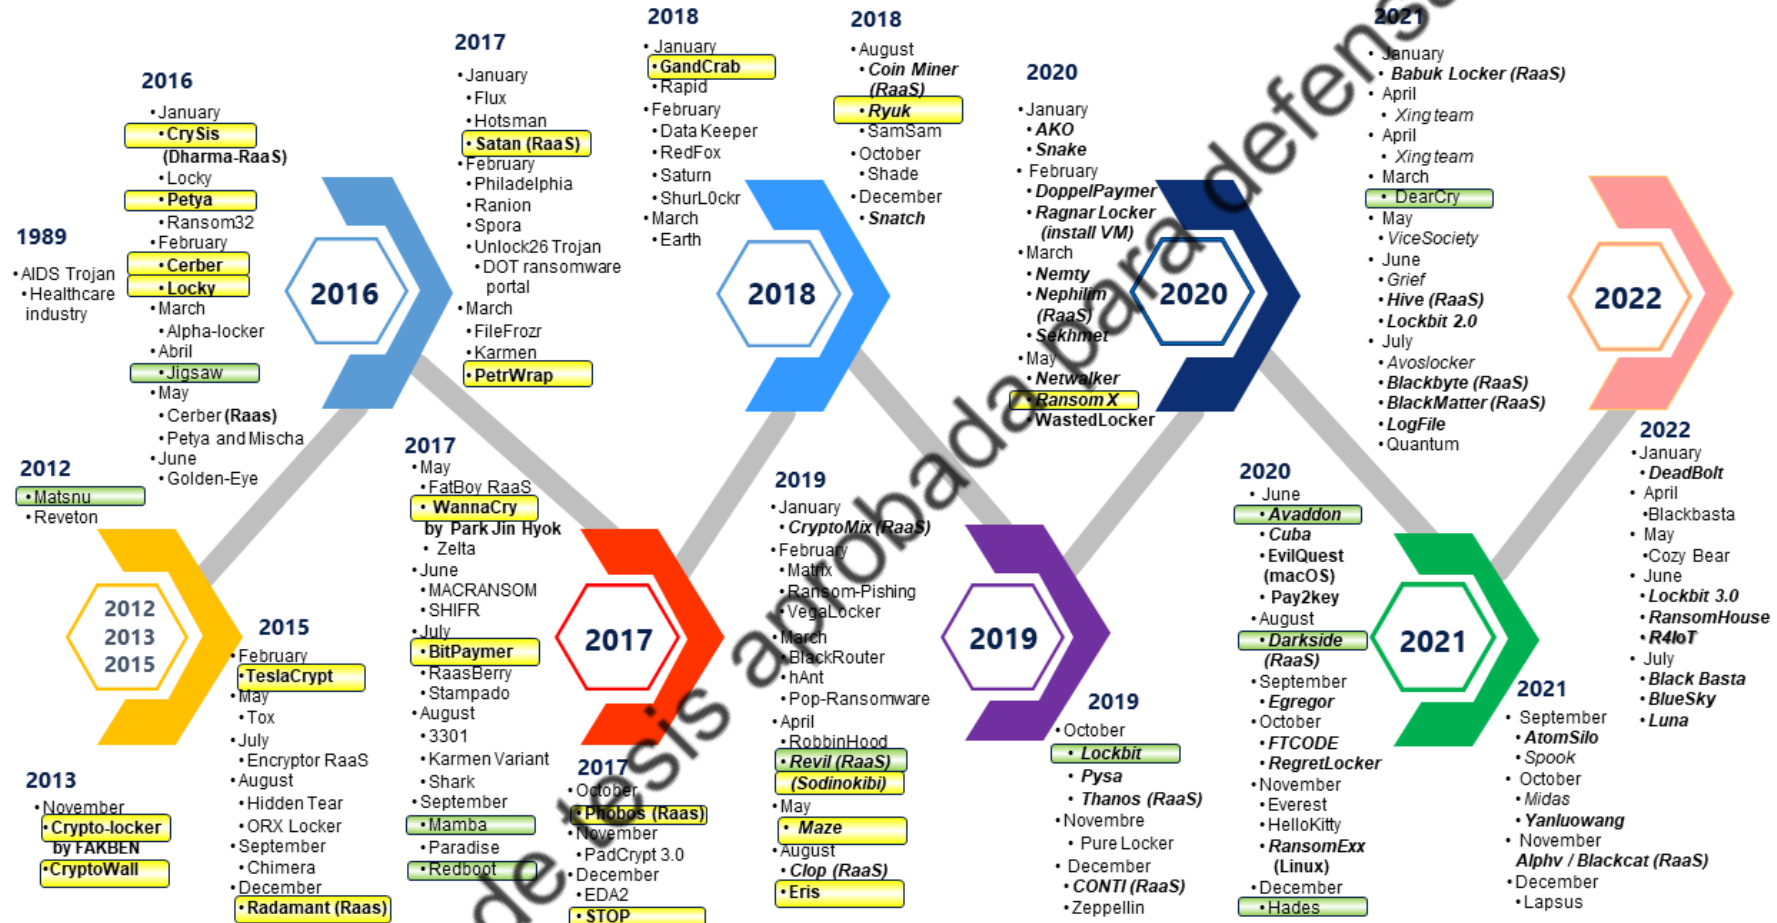 1989
•AIDS Trojan
•Healthcare
industry
2012
•Matsnu
•Reveton
2012
2013
2015
2013
•November
•Crypto-locker
by FAKBEN
•CryptoWall
2015
•February
•TeslaCrypt
•May
•Tox
•July
•Encryptor RaaS
•August
•Hidden Tear
•ORX Locker
•September
•Chimera
•December
•Radamant (Raas)
2016
•January
•CrySis
(Dharma-RaaS)
•Locky
•Petya
•Ransom32
•February
•Cerber
•Locky
•March
•Alpha-locker
•Abril
•Jigsaw
•May
•Cerber (Raas)
•Petya and Mischa
•June
•Golden-Eye
2016
2017
•January
•Flux
•Hotsman
•Satan (RaaS)
•February
•Philadelphia
•Ranion
•Spora
•Unlock26 Trojan
•DOT ransomware
portal
•March
•FileFrozr
•Karmen
•PetrWrap
2017
•May
•FatBoy RaaS
• WannaCry
by Park Jin Hyok
• Zelta
•June
•MACRANSOM
•SHIFR
•July
•BitPaymer
•RaasBerry
•Stampado
•August
•3301
•Karmen Variant
•Shark
•September
•Mamba
•Paradise
•Redboot
2017
2017
•October
•Phobos (Raas)
•November
•PadCrypt 3.0
•December
•EDA2
•STOP
2018
•January
•GandCrab
•Rapid
•February
•Data Keeper
•RedFox
•Saturn
•ShurL0ckr
•March
•Earth
2018
2018
•August
•Coin Miner
(RaaS)
•Ryuk
•SamSam
•October
•Shade
•December
•Snatch
2019
•January
•CryptoMix (RaaS)
•February
•Matrix
•Ransom-Pishing
•VegaLocker
•March
•BlackRouter
•hAnt
•Pop-Ransomware
•April
•RobbinHood
•Revil (RaaS)
(Sodinokibi)
•May
• Maze
•August
•Clop (RaaS)
•Eris
2019
2019
•October
• Lockbit
• Pysa
• Thanos (RaaS)
•Novembre
•Pure Locker
• December
•CONTI (RaaS)
•Zeppellin
2020
•January
•AKO
•Snake
• February
•DoppelPaymer
•Ragnar Locker
(install VM)
•March
•Nemty
•Nephilim
(RaaS)
•Sekhmet
•May
•Netwalker
•Ransom X
•WastedLocker
2020
2020
• June
• Avaddon
•Cuba
•EvilQuest
(macOS)
• Pay2key
•August
•Darkside
(RaaS)
•September
•Egregor
•October
•FTCODE
•RegretLocker
•November
•Everest
•HelloKitty
•RansomExx
(Linux)
•December
•Hades
2021
• January
• Babuk Locker (RaaS)
• April
• Xing team
• April
• Xing team
• March
• DearCry
• May
•ViceSociety
• June
•Grief
•Hive (RaaS)
•Lockbit 2.0
• July
•Avoslocker
•Blackbyte (RaaS)
•BlackMatter (RaaS)
•LogFile
•Quantum
2021
2021
• September
•AtomSilo
•Spook
• October
•Midas
•Yanluowang
• November
Alphv / Blackcat (RaaS)
•December
•Lapsus
2022
2022
•January
•DeadBolt
• April
•Blackbasta
• May
•Cozy Bear
• June
•Lockbit 3.0
•RansomHouse
•R4IoT
• July
•Black Basta
•BlueSky
•Luna
de tesis aprobada para defensa